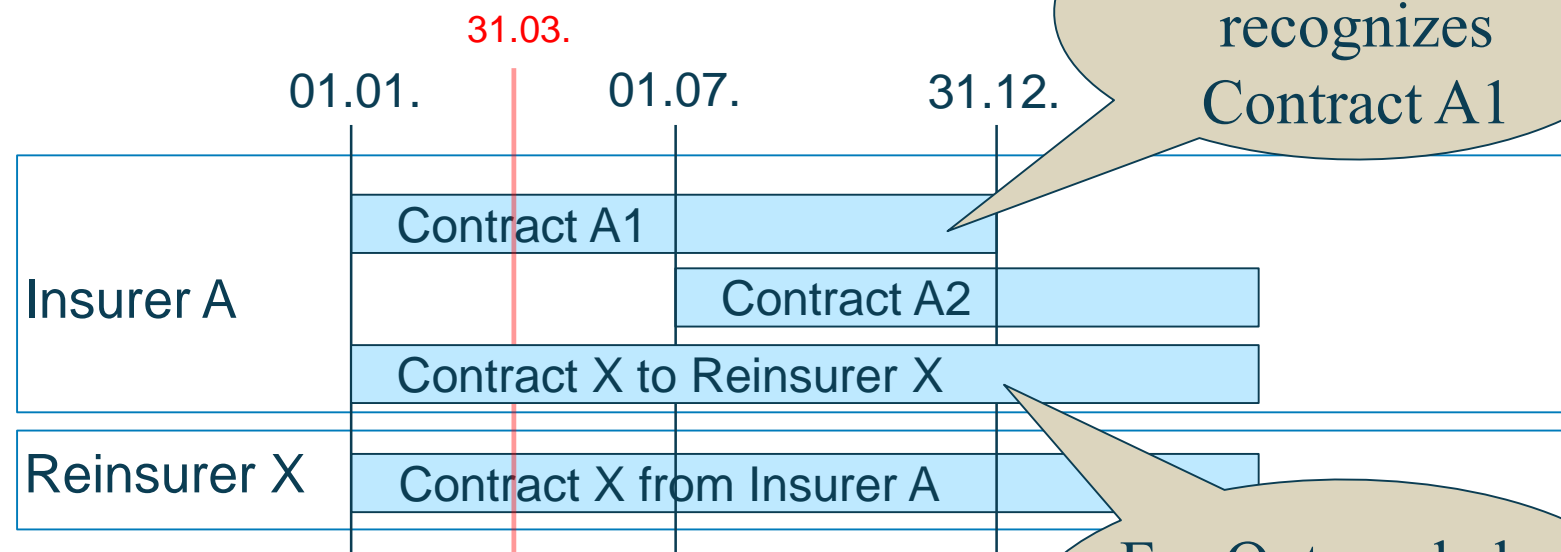 recognizes
Contract A1
31.03.
01.01.
01.07.
31.12.
Insurer A
Contract A1
Contract A2
Contract X to Reinsurer X
Reinsurer X
Contract X from Insurer A